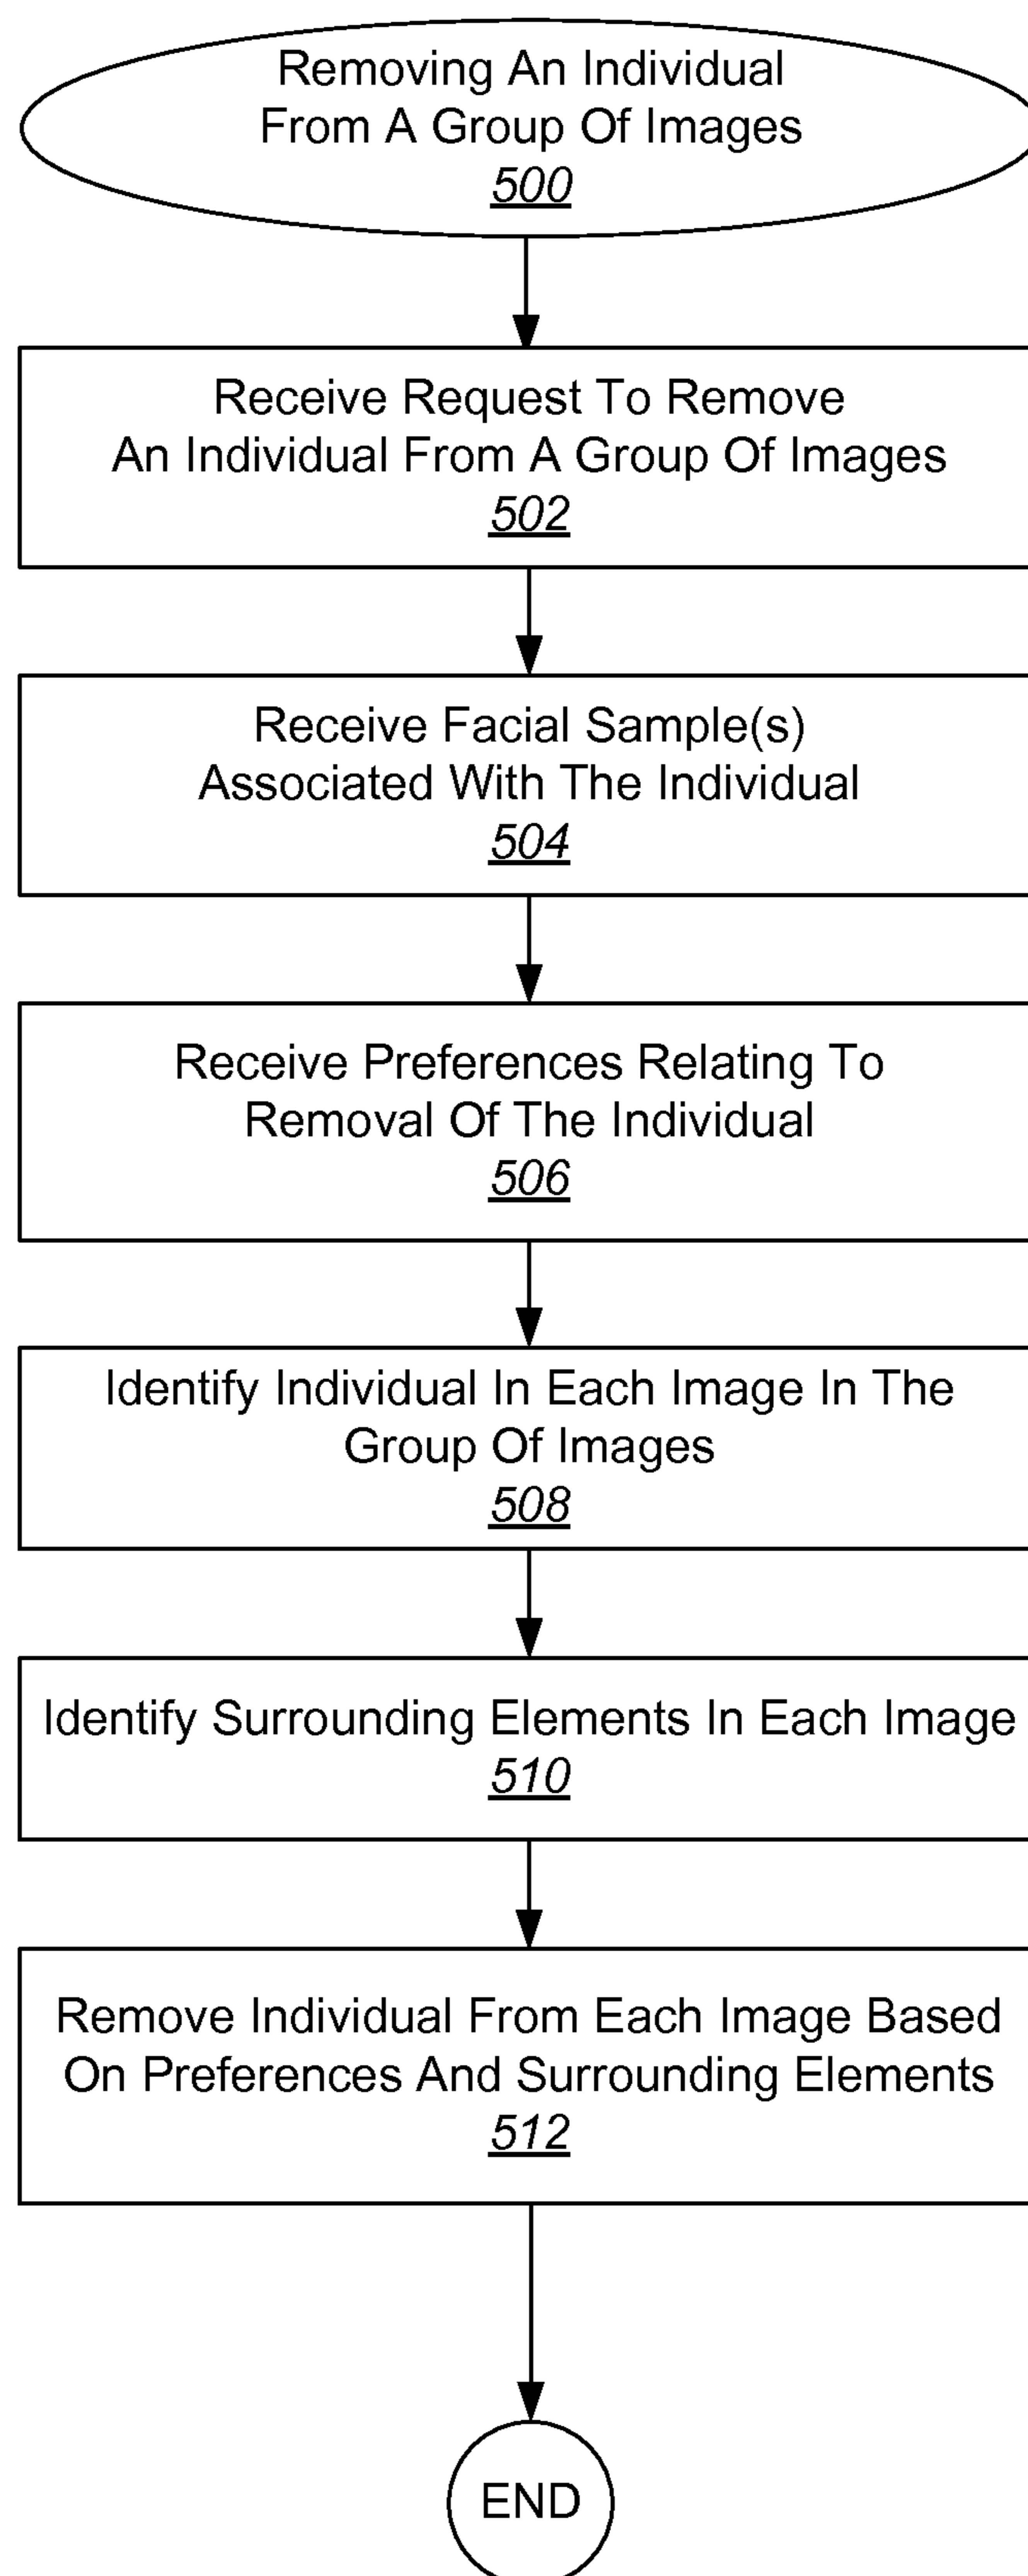 Removing An Individual
From A Group Of Images
500
Receive Request To Remove
An Individual From A Group Of Images
502
Receive Facial Sample(s)
Associated With The Individual
504
Receive Preferences Relating To
Removal Of The Individual
506
Identify Individual In Each Image In The
Group Of Images
508
Identify Surrounding Elements In Each Image
510
Remove Individual From Each Image Based
On Preferences And Surrounding Elements
512
END